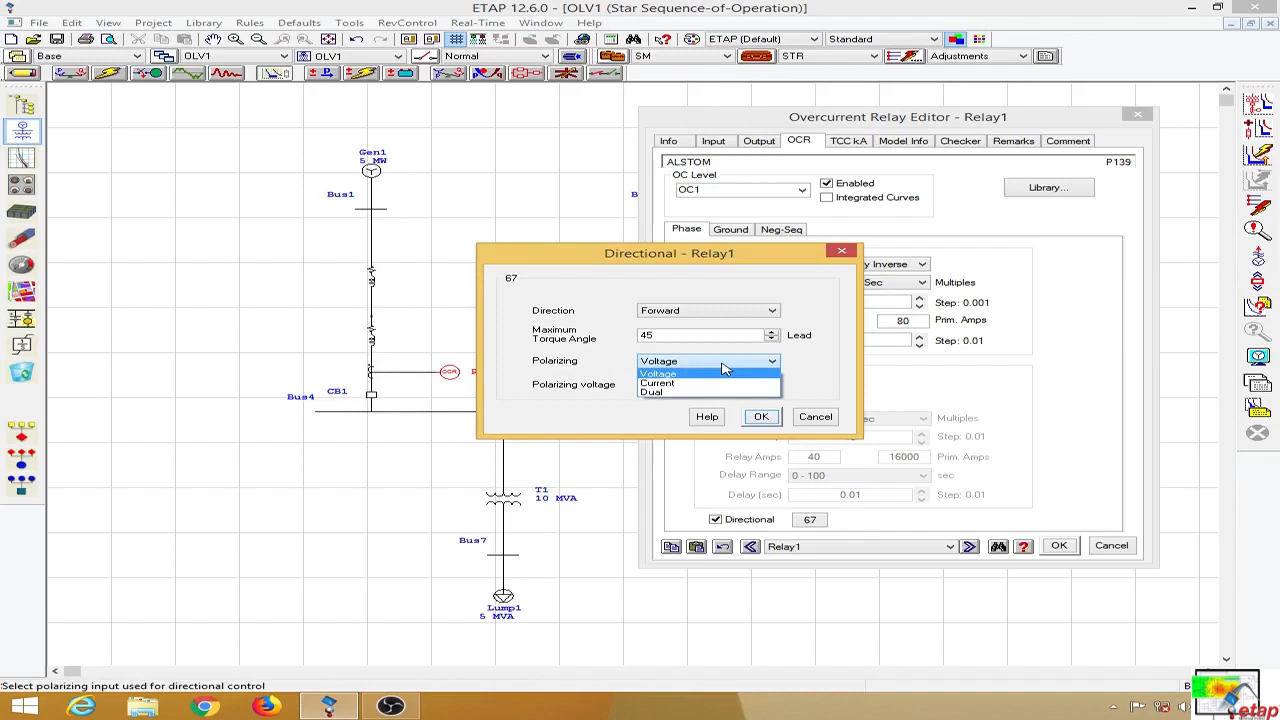 ETAP 12.6.0 - [OLV1 (Star Sequence-of-Operation)]
File Edit View Project Library Rules Defaults Tools RevControl Real-Time Window Help
ETAP (Default) Standard
Base OLV1 OLV1 Normal SM STR Adjustments
Gen1
5 MW
Bus1
CB1
Bus4
OCR
T1
10 MVA
Bus7
Lump1
5 MVA
Overcurrent Relay Editor - Relay1
Info Input Output OCR TCC kA Model Info Checker Remarks Comment
ALSTOM P139
OC Level
OC1
Enabled
Integrated Curves
Library...
Phase Ground Neg-Seq
y Inverse
Sec Multiples
Step: 0.001
80 Prim. Amps
Step: 0.01
Directional - Relay1
67
Direction Forward
Maximum
Torque Angle 45 Lead
Polarizing Voltage
Voltage
Current
Dual
Polarizing voltage
Help OK Cancel
ec Multiples
Step: 0.01
Relay Amps 40 16000 Prim. Amps
Delay Range 0 - 100 sec
Delay (sec) 0.01 Step: 0.01
Directional 67
Relay1 OK Cancel
Select polarizing input used for directional control
etap